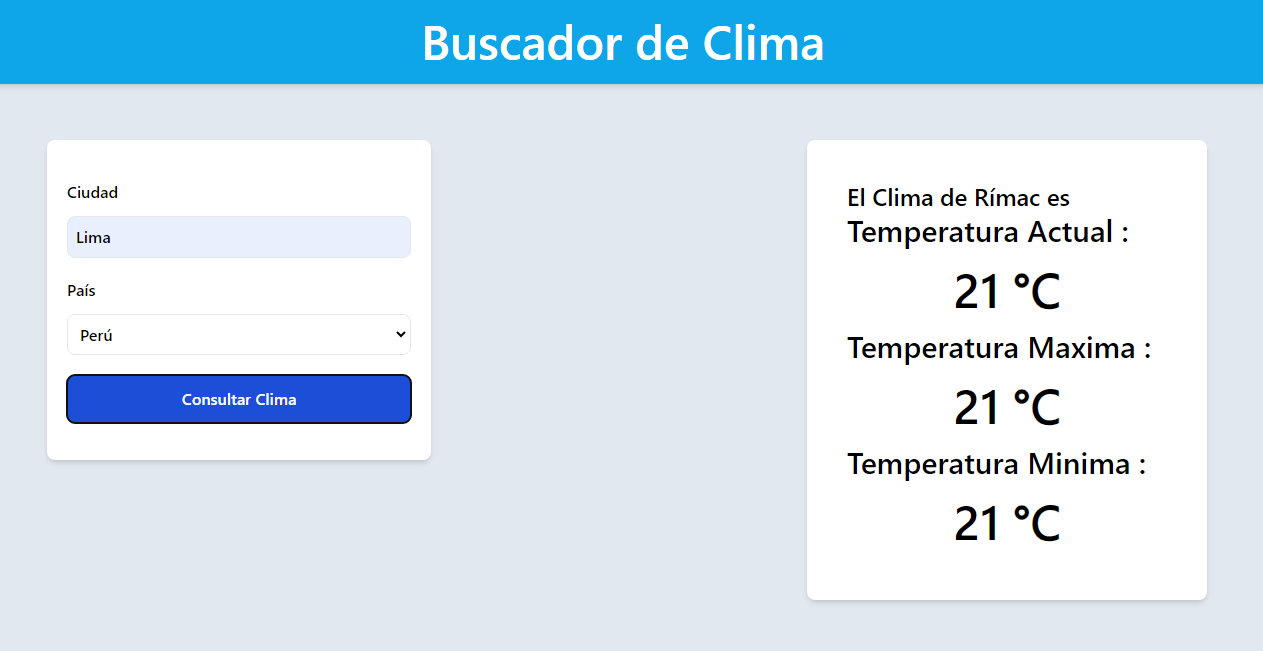 Buscador de Clima
Ciudad
Lima
País
Perú
Consultar Clima
El Clima de Rímac es
Temperatura Actual :
21 °C
Temperatura Maxima :
21 °C
Temperatura Minima :
21 °C